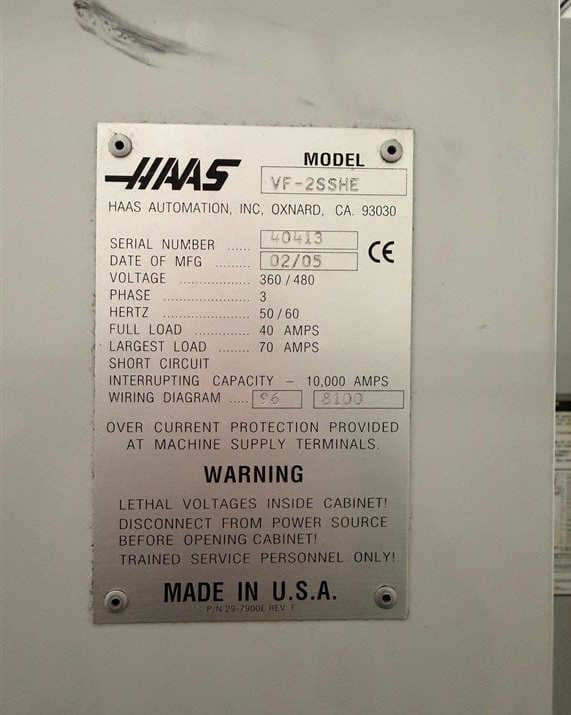 HAAS
MODEL
VF-2SSHE
HAAS AUTOMATION, INC, OXNARD, CA. 93030
SERIAL NUMBER ...... 40413
DATE OF MFG ......... 02/05
CE
VOLTAGE .................. 360/480
PHASE ...................... 3
HERTZ ...................... 50/60
FULL LOAD .............. 40 AMPS
LARGEST LOAD ........ 70 AMPS
SHORT CIRCUIT
INTERRUPTING CAPACITY – 10,000 AMPS
WIRING DIAGRAM ..... 96 8100
OVER CURRENT PROTECTION PROVIDED
AT MACHINE SUPPLY TERMINALS.
WARNING
LETHAL VOLTAGES INSIDE CABINET!
DISCONNECT FROM POWER SOURCE
BEFORE OPENING CABINET!
TRAINED SERVICE PERSONNEL ONLY!
MADE IN U.S.A.
P/N 29-7900E REV. F